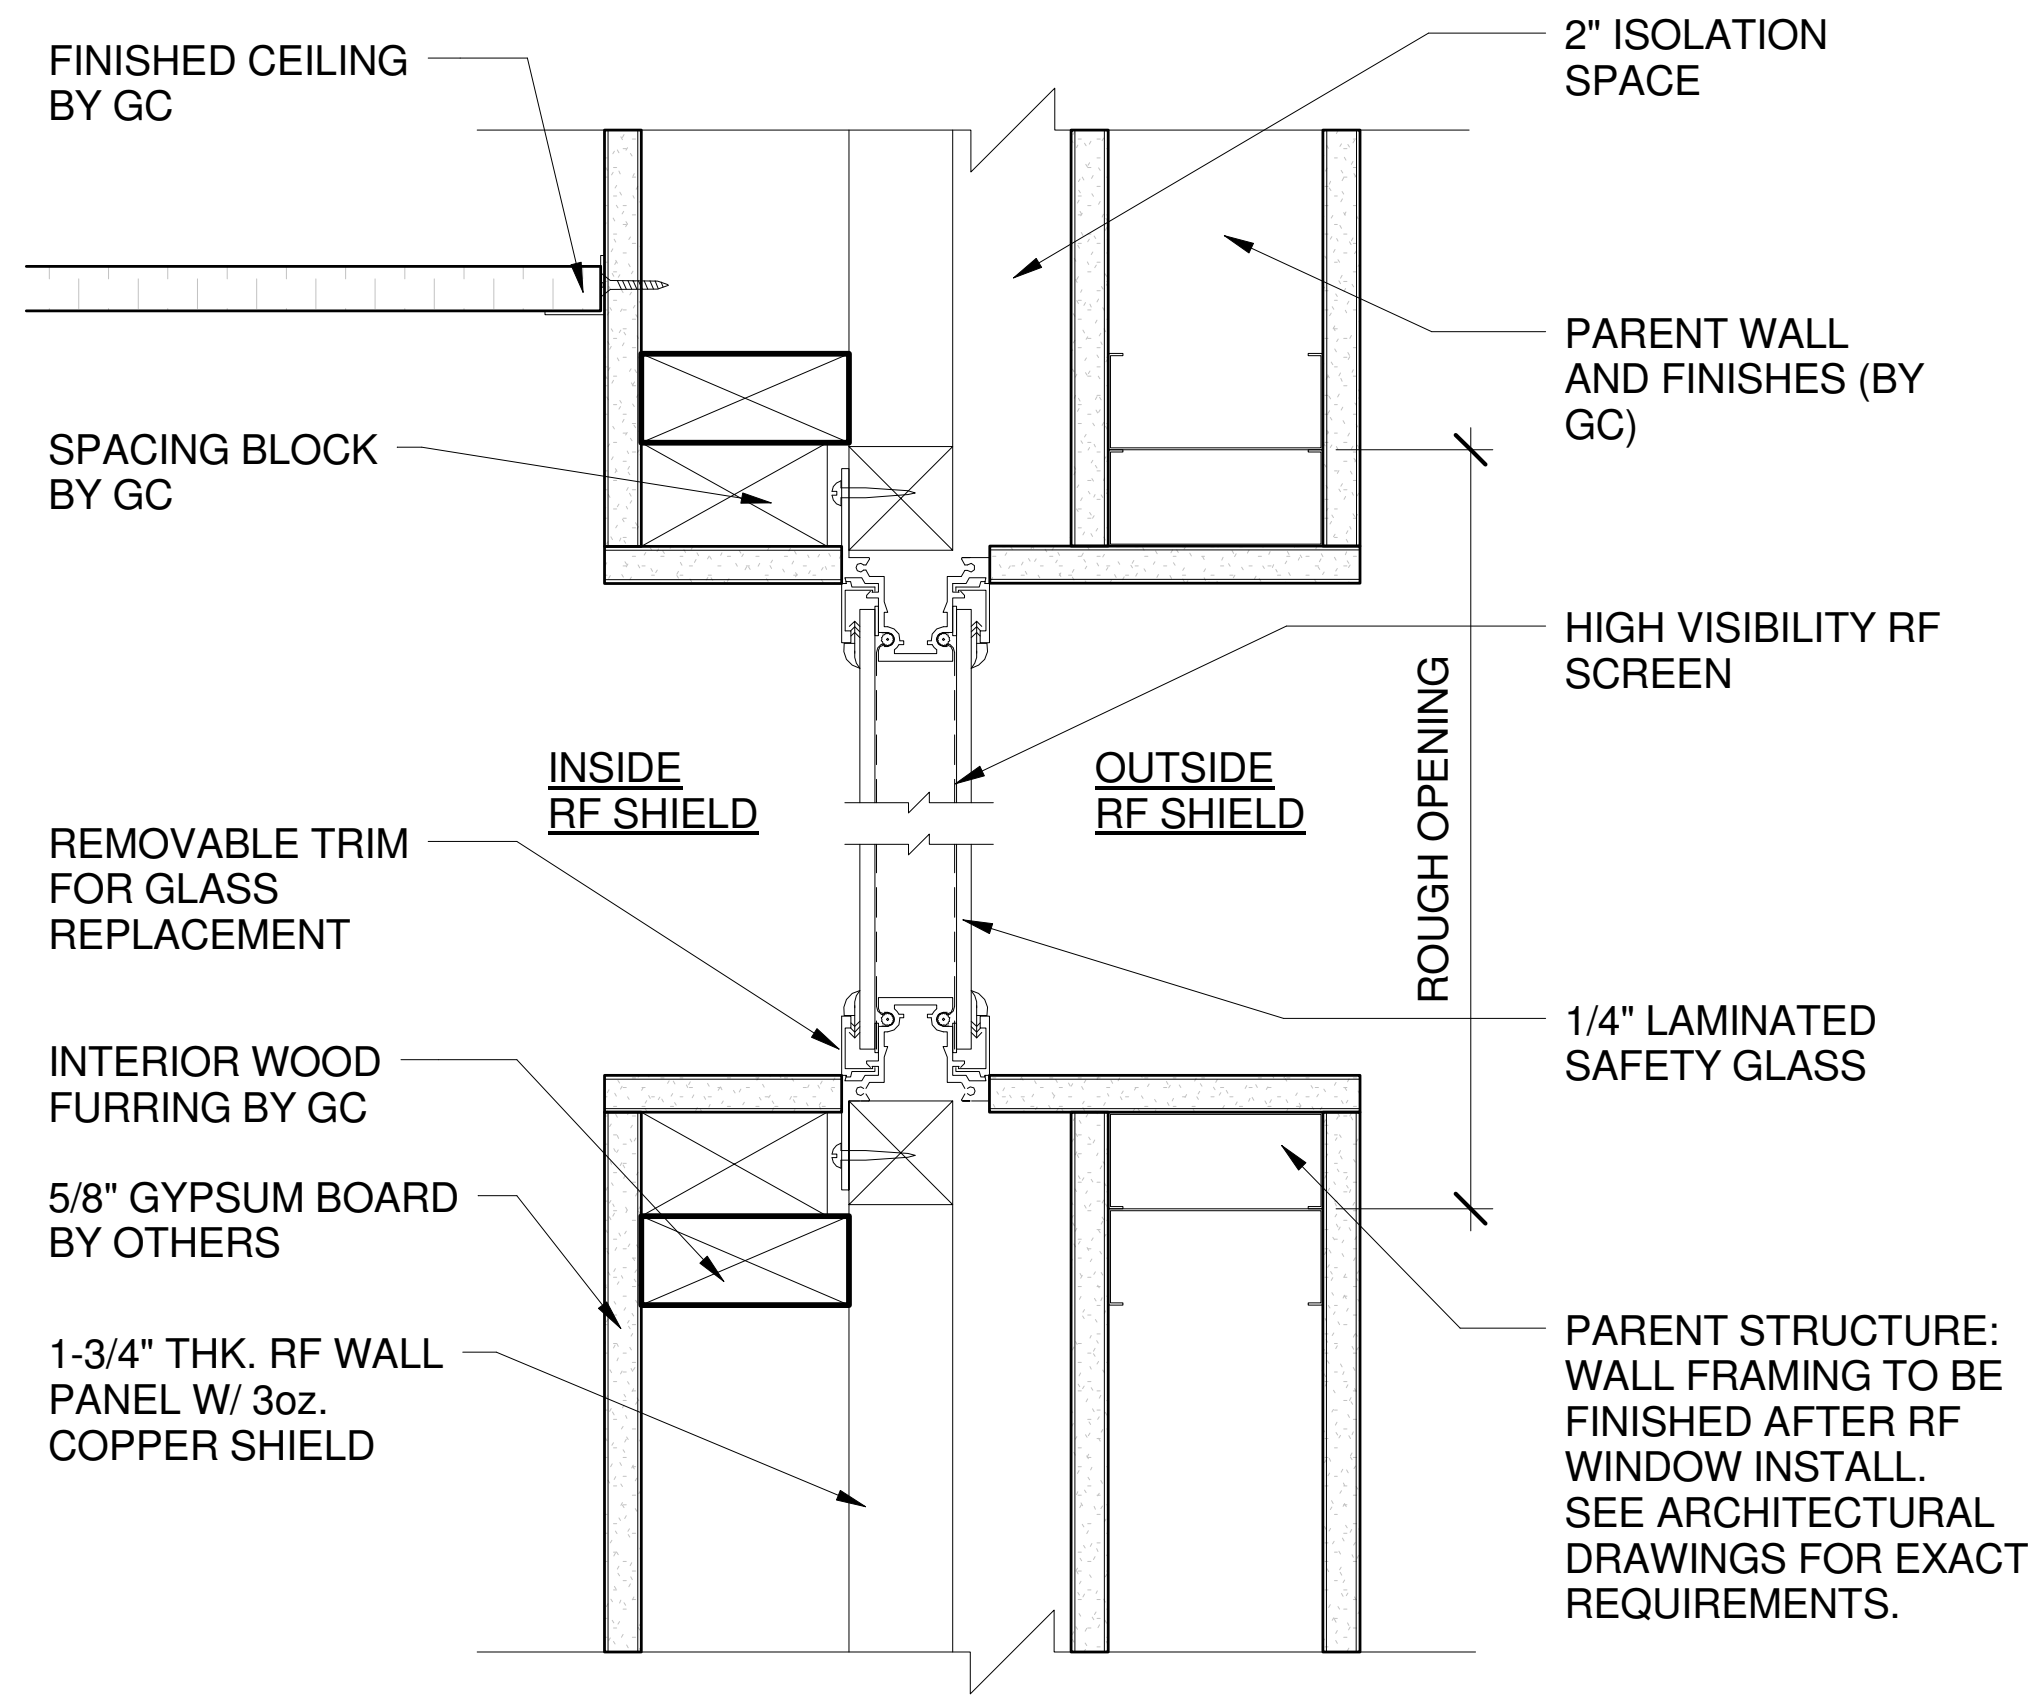 FINISHED CEILING
BY GC
SPACING BLOCK
BY GC
INSIDE
RF SHIELD
REMOVABLE TRIM
FOR GLASS
REPLACEMENT
INTERIOR WOOD
FURRING BY GC
5/8" GYPSUM BOARD
BY OTHERS
1-3/4" THK. RF WALL
PANEL W/ 3oz.
COPPER SHIELD
2" ISOLATION
SPACE
PARENT WALL
AND FINISHES (BY
GC)
HIGH VISIBILITY RF
SCREEN
OUTSIDE
RF SHIELD
ROUGH OPENING
1/4" LAMINATED
SAFETY GLASS
PARENT STRUCTURE:
WALL FRAMING TO BE
FINISHED AFTER RF
WINDOW INSTALL.
SEE ARCHITECTURAL
DRAWINGS FOR EXACT
REQUIREMENTS.